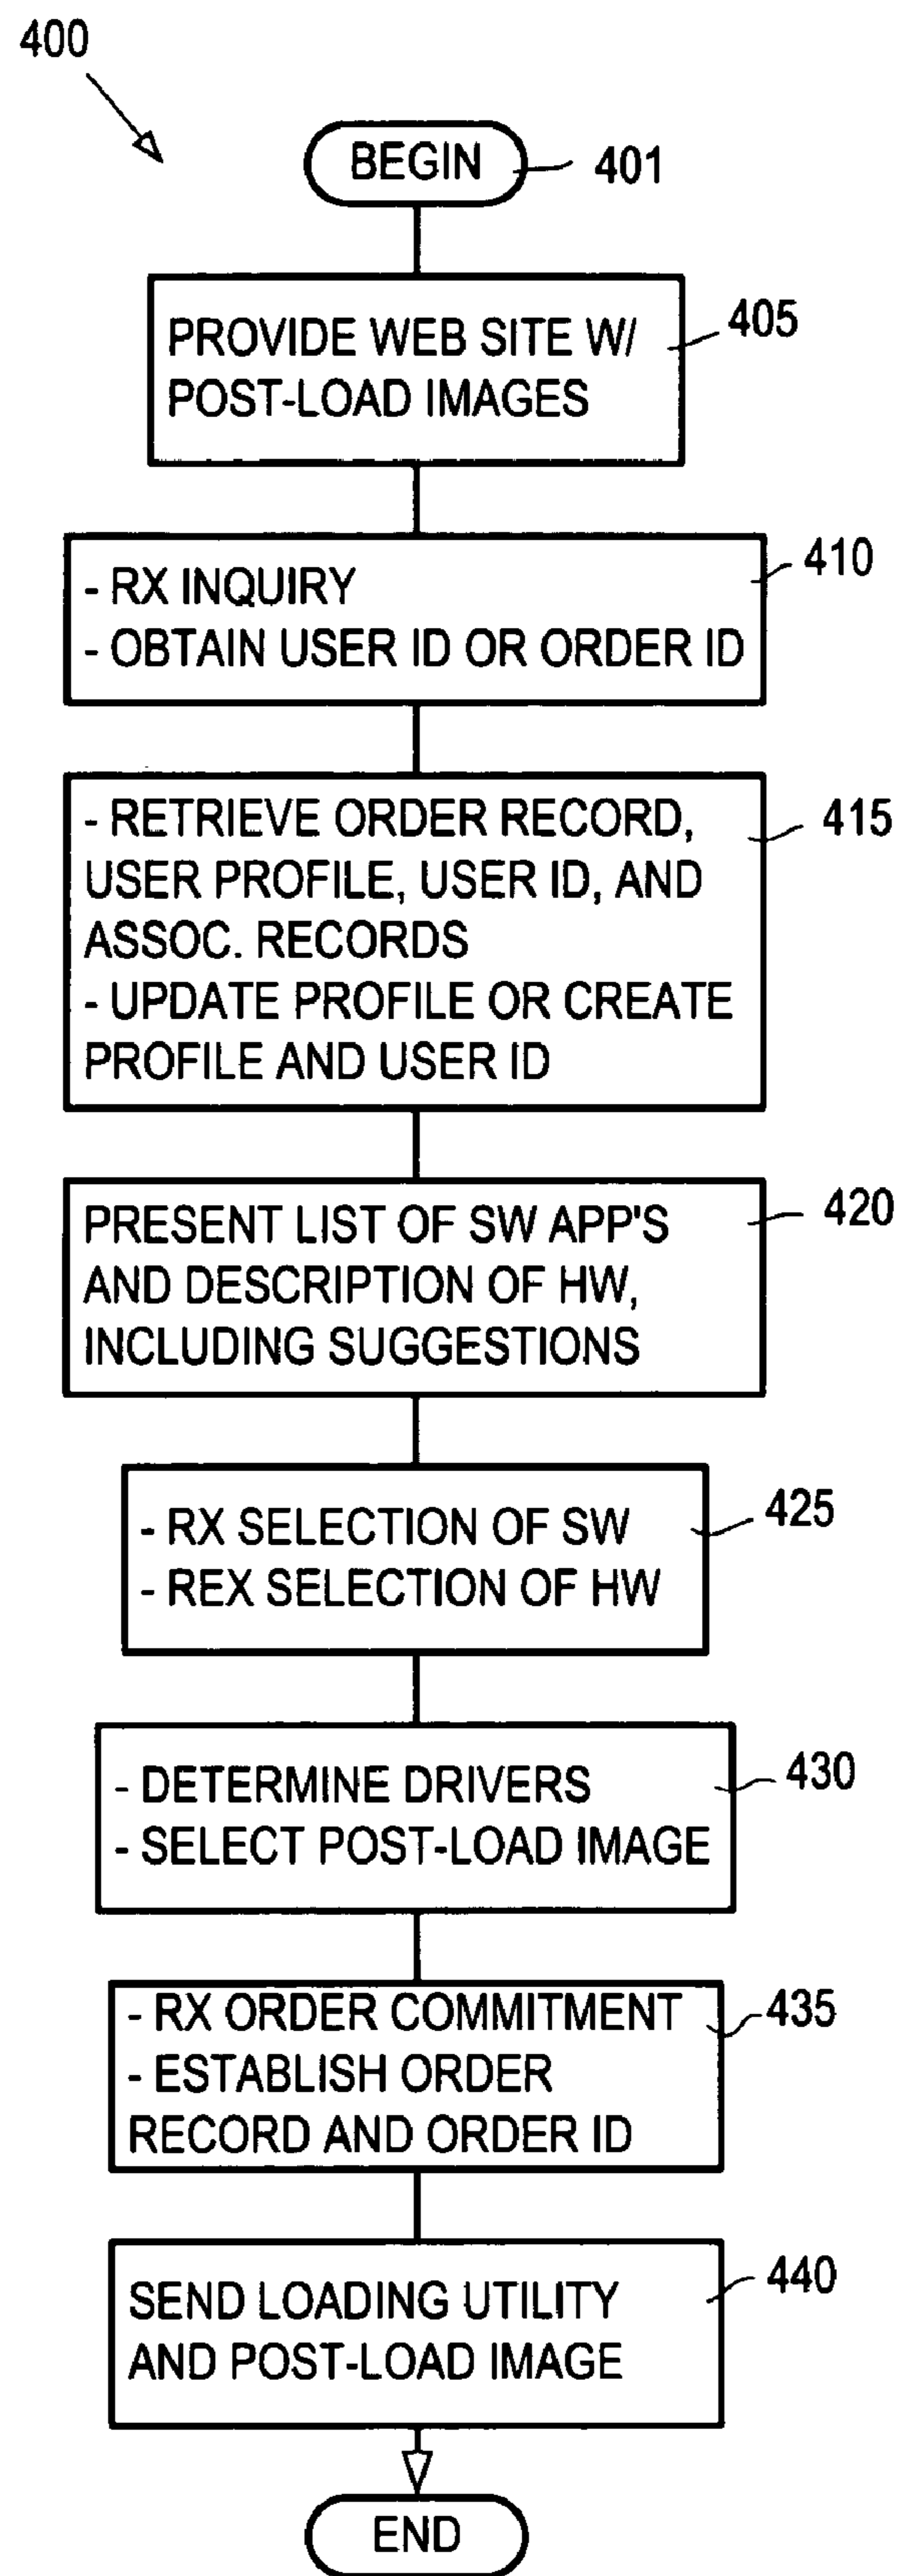 400
BEGIN
401
PROVIDE WEB SITE W/
POST-LOAD IMAGES
405
- RX INQUIRY
- OBTAIN USER ID OR ORDER ID
410
- RETRIEVE ORDER RECORD,
USER PROFILE, USER ID, AND
ASSOC. RECORDS
- UPDATE PROFILE OR CREATE
PROFILE AND USER ID
415
PRESENT LIST OF SW APP'S
AND DESCRIPTION OF HW,
INCLUDING SUGGESTIONS
420
- RX SELECTION OF SW
- REX SELECTION OF HW
425
- DETERMINE DRIVERS
- SELECT POST-LOAD IMAGE
430
- RX ORDER COMMITMENT
- ESTABLISH ORDER
RECORD AND ORDER ID
435
SEND LOADING UTILITY
AND POST-LOAD IMAGE
440
END